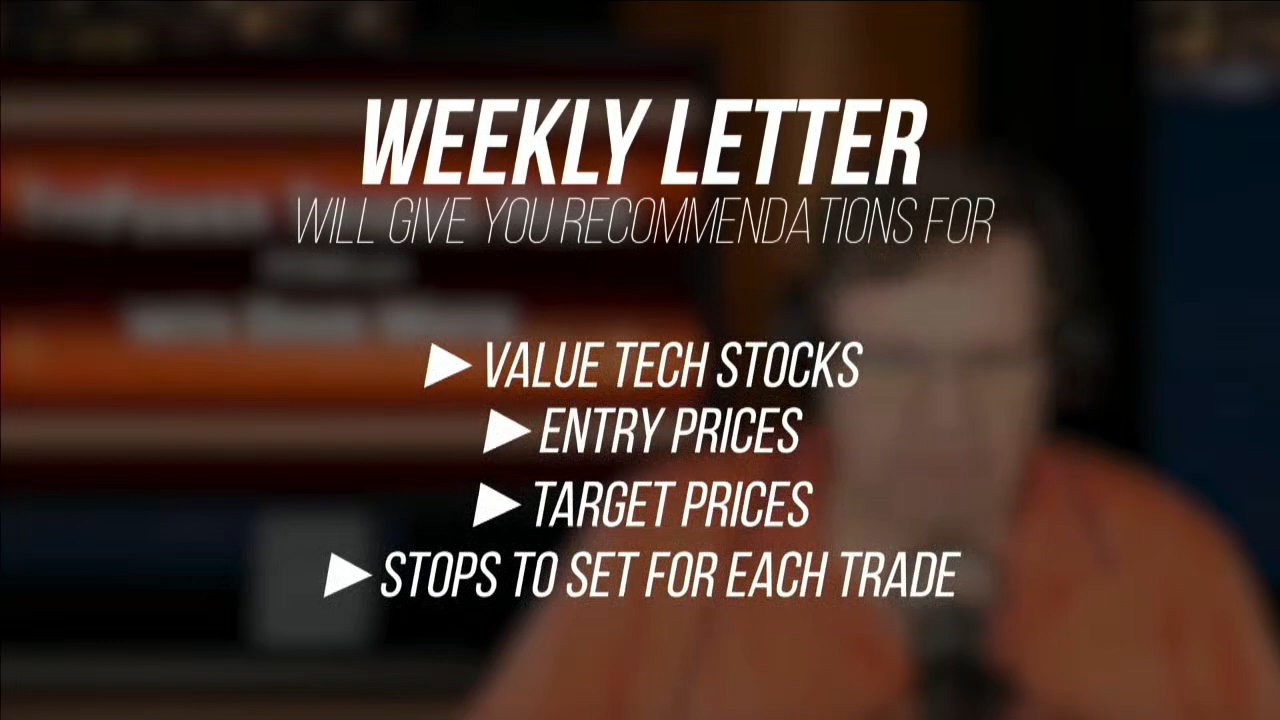 WEEKLY LETTER
WILL GIVE YOU RECOMMENDATIONS FOR
▶ VALUE TECH STOCKS
▶ ENTRY PRICES
▶ TARGET PRICES
▶ STOPS TO SET FOR EACH TRADE